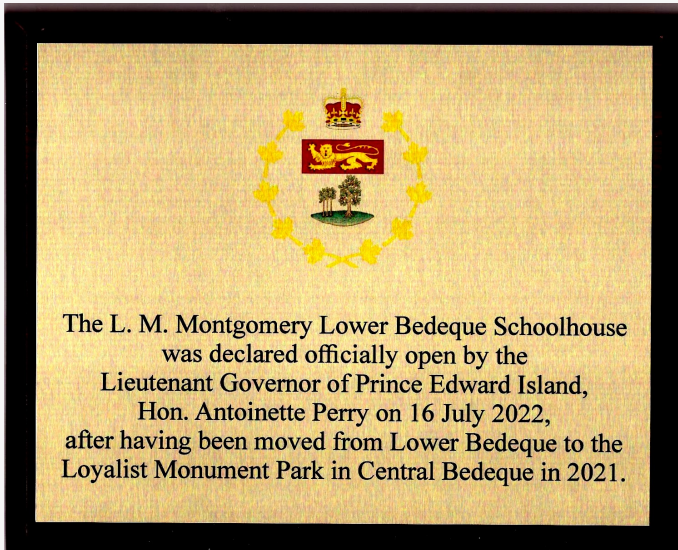 The L. M. Montgomery Lower Bedeque Schoolhouse
was declared officially open by the
Lieutenant Governor of Prince Edward Island,
Hon. Antoinette Perry on 16 July 2022,
after having been moved from Lower Bedeque to the
Loyalist Monument Park in Central Bedeque in 2021.